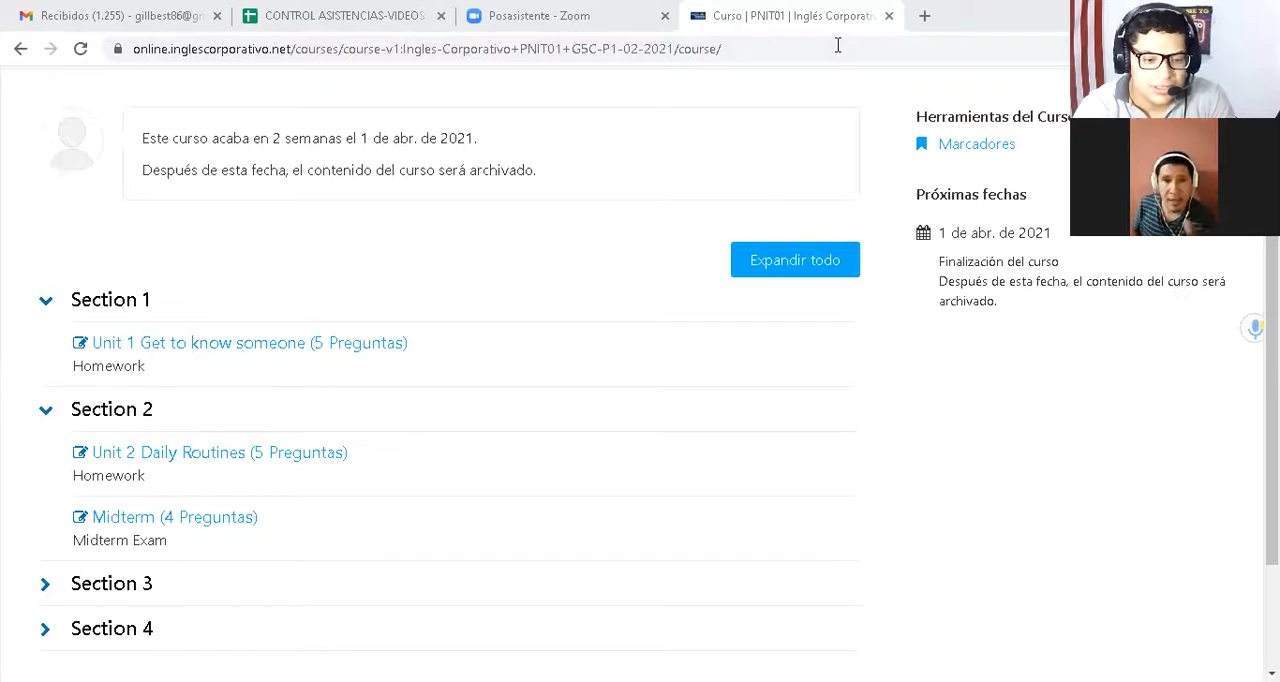 Recibidos (1.255) - gillbest86@gr
CONTROL ASISTENCIAS-VIDEOS
Pasasistente - Zoom
Curso | PNIT01 | Inglés Corporati
online.inglescorporativo.net/courses/course-v1:Ingles-Corporativo+PNIT01+G5C-P1-02-2021/course/
Este curso acaba en 2 semanas el 1 de abr. de 2021.
Después de esta fecha, el contenido del curso será archivado.
Herramientas del Curs
Marcadores
Próximas fechas
1 de abr. de 2021
Finalización del curso
Después de esta fecha, el contenido del curso será
archivado.
Expandir todo
Section 1
Unit 1 Get to know someone (5 Preguntas)
Homework
Section 2
Unit 2 Daily Routines (5 Preguntas)
Homework
Midterm (4 Preguntas)
Midterm Exam
Section 3
Section 4